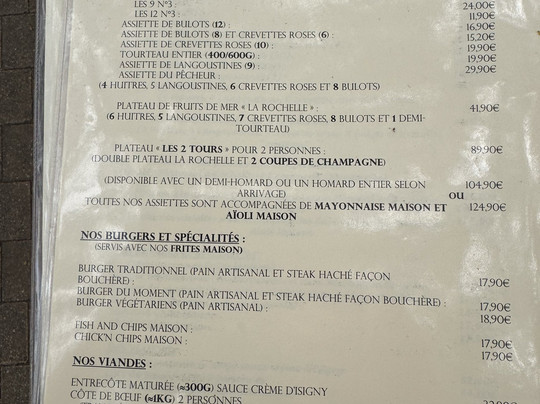 LES 9 N°3 :
LES 12 N°3 : 24,00€
ASSIETTE DE BULOTS (12) : 11,90€
ASSIETTE DE BULOTS (8) ET CREVETTES ROSES (6) : 16,90€
ASSIETTE DE CREVETTES ROSES (10) : 15,20€
TOURTEAU ENTIER (400/600G) : 19,90€
ASSIETTE DE LANGOUSTINES (9) : 19,90€
ASSIETTE DU PÊCHEUR : 29,90€
(4 HUITRES, 5 LANGOUSTINES, 6 CREVETTES ROSES ET 8 BULOTS)
PLATEAU DE FRUITS DE MER « LA ROCHELLE » : 41,90€
(6 HUITRES, 5 LANGOUSTINES, 7 CREVETTES ROSES, 8 BULOTS ET 1 DEMI-
TOURTEAU)
PLATEAU « LES 2 TOURS » POUR 2 PERSONNES : 89,90€
(DOUBLE PLATEAU LA ROCHELLE ET 2 COUPES DE CHAMPAGNE)
(DISPONIBLE AVEC UN DEMI-HOMARD OU UN HOMARD ENTIER SELON 104,90€
ARRIVAGE) OU
TOUTES NOS ASSIETTES SONT ACCOMPAGNÉES DE MAYONNAISE MAISON ET 124,90€
AÏOLI MAISON
NOS BURGERS ET SPÉCIALITÉS :
(SERVIS AVEC NOS FRITES MAISON)
BURGER TRADITIONNEL (PAIN ARTISANAL ET STEAK HACHÉ FAÇON
BOUCHÈRE) : 17,90€
BURGER DU MOMENT (PAIN ARTISANAL ET STEAK HACHÉ FAÇON BOUCHÈRE) :
BURGER VÉGÉTARIENS (PAIN ARTISANAL) : 17,90€
18,90€
FISH AND CHIPS MAISON :
CHICK'N CHIPS MAISON : 17,90€
17,90€
NOS VIANDES :
ENTRECÔTE MATURÉE (≈300G) SAUCE CRÈME D'ISIGNY
CÔTE DE BŒUF (≈1KG) 2 PERSONNES